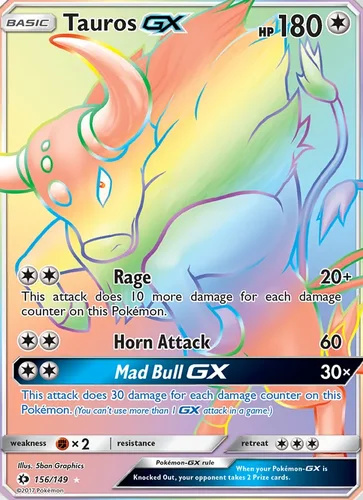 BASIC Tauros GX HP 180
Rage 20+
This attack does 10 more damage for each damage
counter on this Pokémon.
Horn Attack 60
Mad Bull GX 30×
This attack does 30 damage for each damage counter on this
Pokémon. (You can't use more than 1 GX attack in a game.)
weakness ×2 resistance retreat
Illus. 5ban Graphics
156/149
©2017 Pokémon
Pokémon-GX rule
When your Pokémon-GX is
Knocked Out, your opponent takes 2 Prize cards.